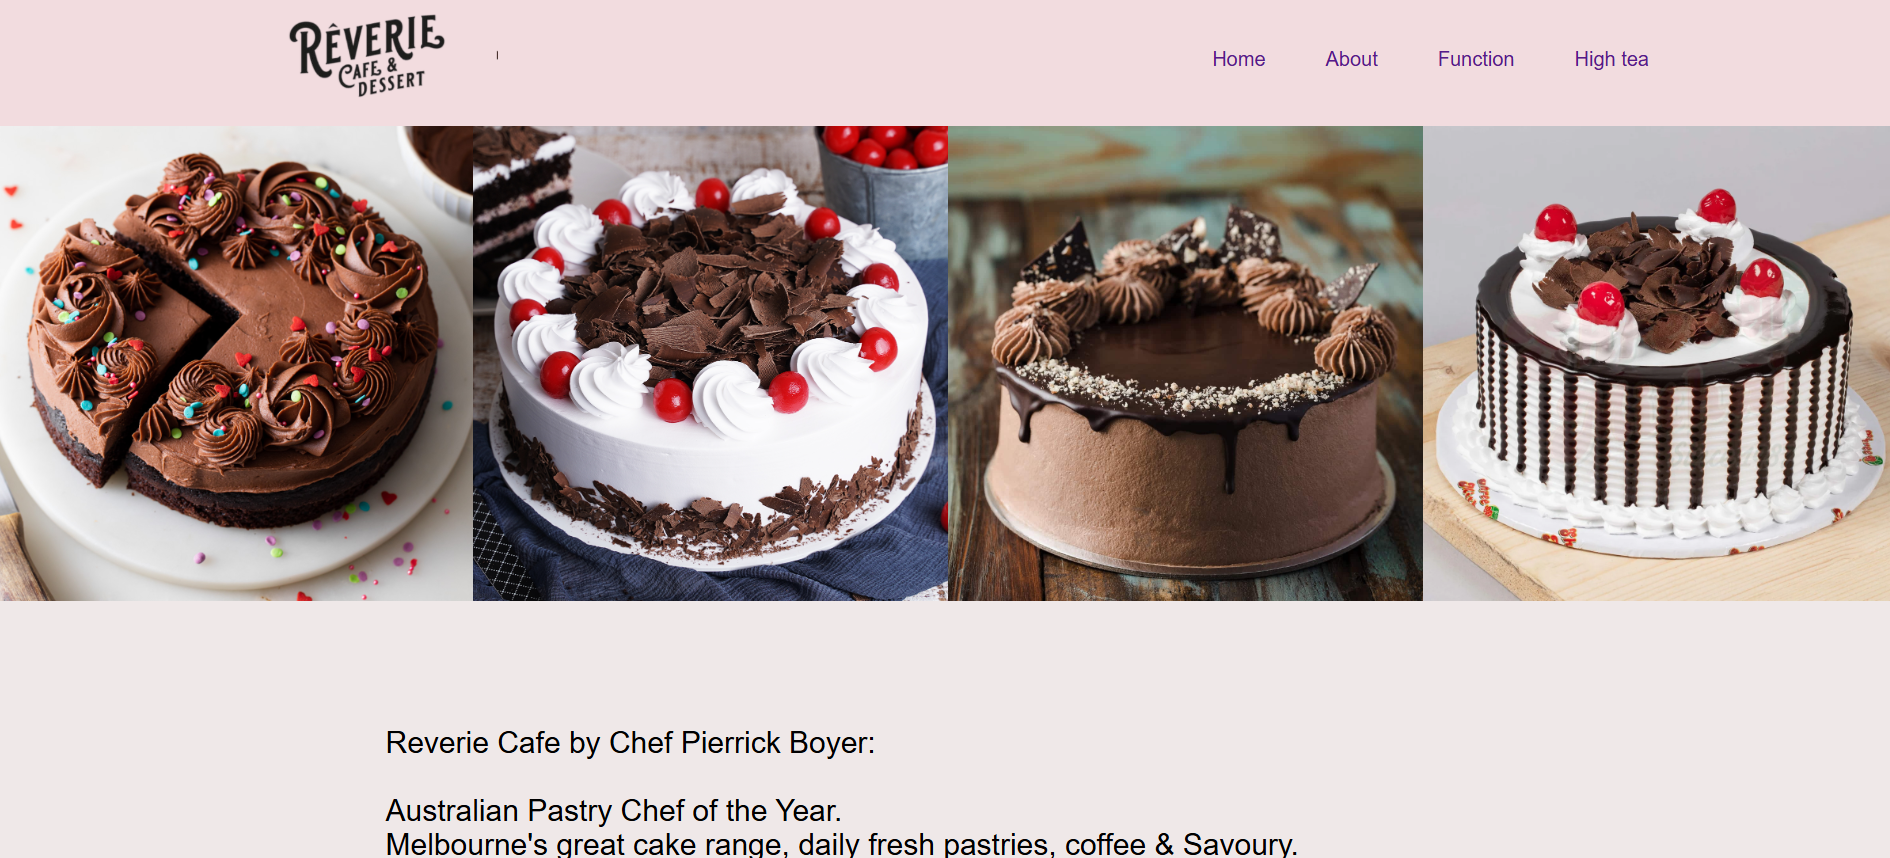 RÊVERIE
CAFE &
DESSERT
Home About Function High tea
Reverie Cafe by Chef Pierrick Boyer:
Australian Pastry Chef of the Year.
Melbourne's great cake range, daily fresh pastries, coffee & Savoury.